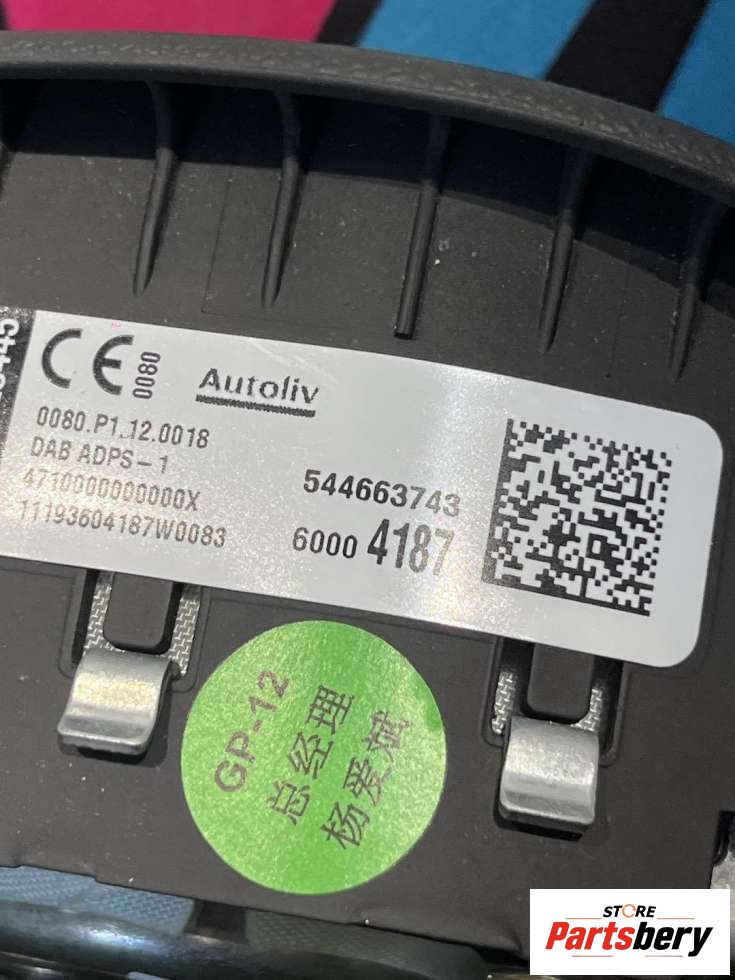 CE 0080
Autoliv
0080.P1.12.0018
DAB ADPS-1
4710000000000X
11193604187W0083
544663743
6000 4187
GP-12
总经理
杨爱斌
STORE
Partsbery